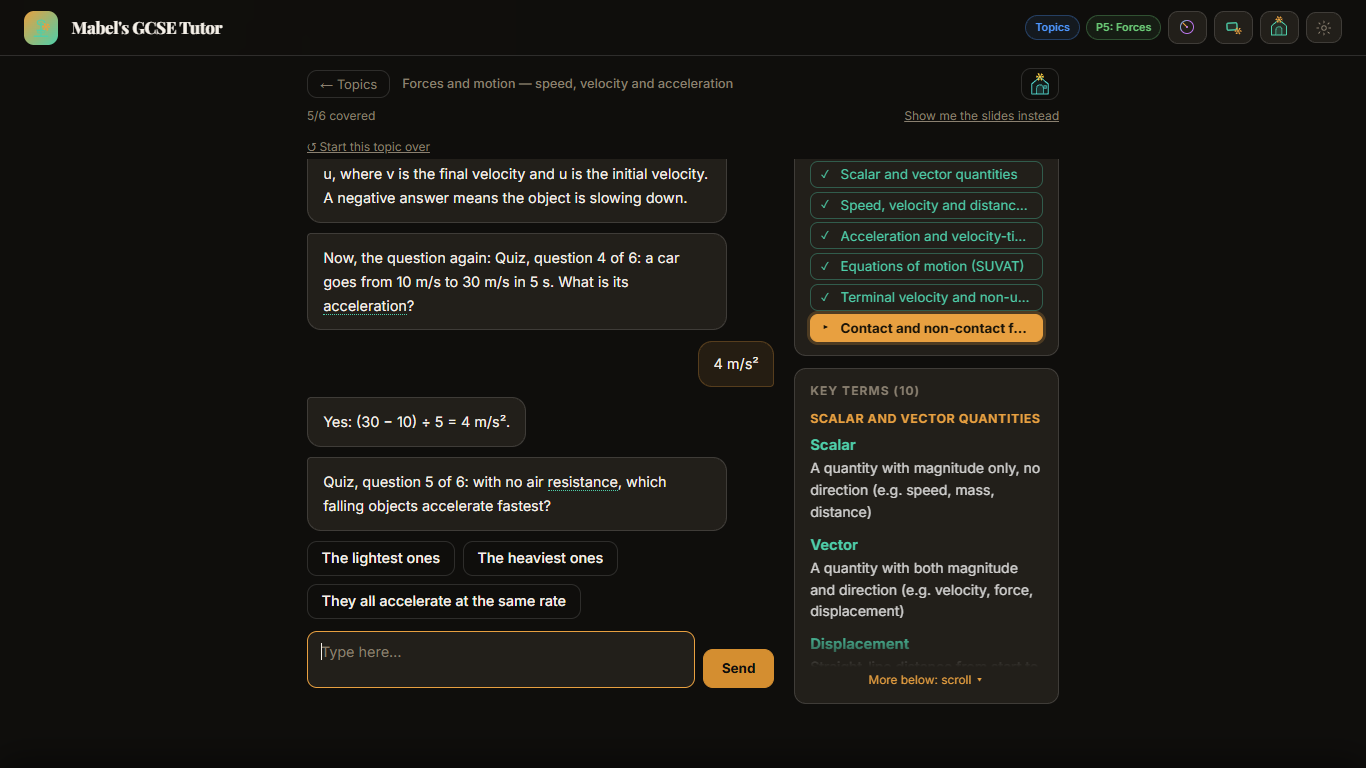 Mabel's GCSE Tutor
Topics
P5: Forces
← Topics
Forces and motion — speed, velocity and acceleration
5/6 covered
Show me the slides instead
↺ Start this topic over
u, where v is the final velocity and u is the initial velocity.
A negative answer means the object is slowing down.
Now, the question again: Quiz, question 4 of 6: a car
goes from 10 m/s to 30 m/s in 5 s. What is its
acceleration?
4 m/s²
Yes: (30 − 10) ÷ 5 = 4 m/s².
Quiz, question 5 of 6: with no air resistance, which
falling objects accelerate fastest?
The lightest ones
The heaviest ones
They all accelerate at the same rate
Type here...
Send
✓ Scalar and vector quantities
✓ Speed, velocity and distanc...
✓ Acceleration and velocity-ti...
✓ Equations of motion (SUVAT)
✓ Terminal velocity and non-u...
‣ Contact and non-contact f...
KEY TERMS (10)
SCALAR AND VECTOR QUANTITIES
Scalar
A quantity with magnitude only, no
direction (e.g. speed, mass,
distance)
Vector
A quantity with both magnitude
and direction (e.g. velocity, force,
displacement)
Displacement
Straight-line distance from start to
More below: scroll ▾